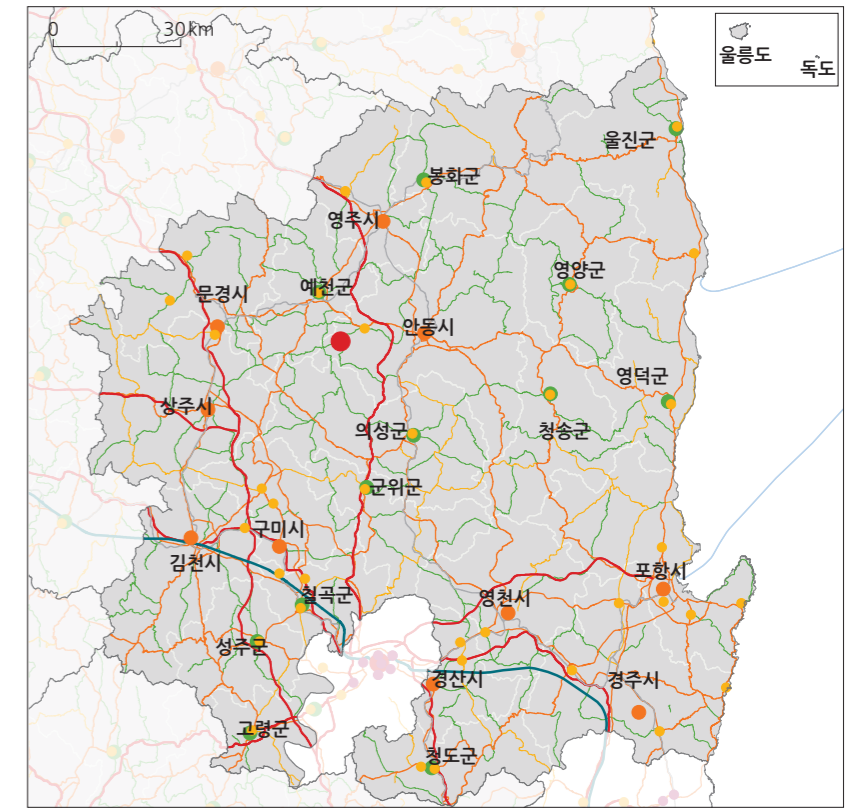 0 30km
울릉도
독도
울진군
봉화군
영주시
영양군
예천군
문경시
안동시
영덕군
상주시
의성군
청송군
군위군
구미시
김천시
포항시
칠곡군
영천시
성주군
경산시
경주시
고령군
청도군